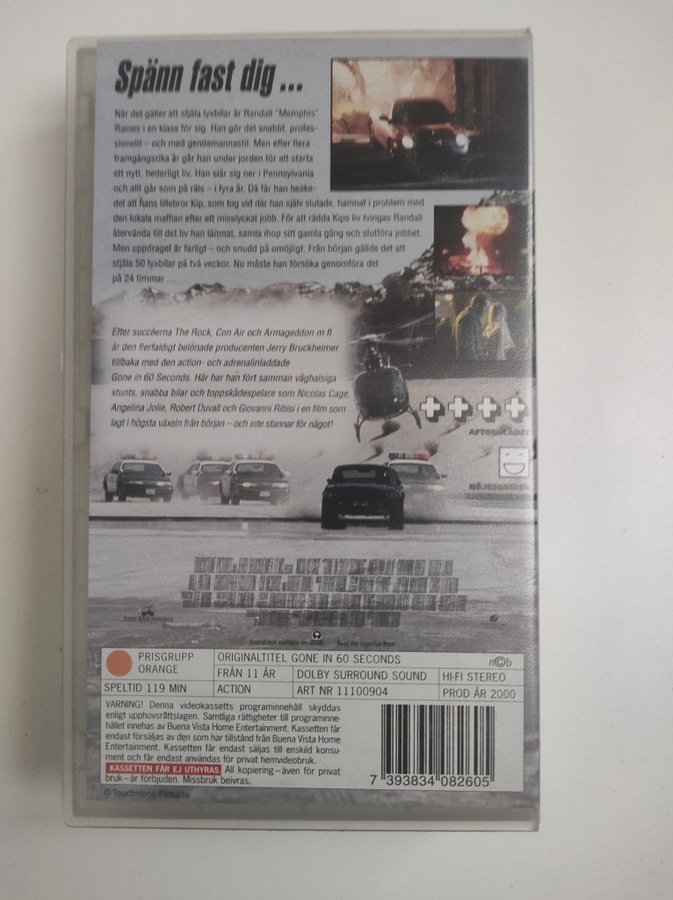 Spänn fast dig ...
När det gäller att stjäla lyxbilar är Randall "Memphis"
Raines i en klass för sig. Han gör det snabbt, profes-
sionellt – och med gentlemannastil. Men efter flera
framgångsrika år går han under jorden för att starta
ett nytt, hederligt liv. Han slår sig ner i Pennsylvania
och allt går som på räls – i fyra år. Då får han beske-
det att hans lillebror Kip, som tog vid där han själv slutade, hamnat i problem med
den lokala maffian efter ett misslyckat jobb. För att rädda Kips liv tvingas Randall
återvända till det liv han lämnat, samla ihop sitt gamla gäng och slutföra jobbet.
Men uppdraget är farligt – och snudd på omöjligt. Från början gällde det att
stjäla 50 lyxbilar på två veckor. Nu måste han försöka genomföra det
på 24 timmar ...
Efter succéerna The Rock, Con Air och Armageddon m fl
är den flerfaldigt belönade producenten Jerry Bruckheimer
tillbaka med den action- och adrenalinladdade
Gone in 60 Seconds. Här har han fört samman våghalsiga
stunts, snabba bilar och toppskådespelare som Nicolas Cage,
Angelina Jolie, Robert Duvall och Giovanni Ribisi i en film som
lagt i högsta växeln från början – och inte stannar för något!
AFTONBLADET
NÖJESGUIDEN
JERRY BRUCKHEIMER
PRISGRUPP
ORANGE
ORIGINALTITEL GONE IN 60 SECONDS
n©b
FRÅN 11 ÅR
DOLBY SURROUND SOUND
HI-FI STEREO
SPELTID 119 MIN
ACTION
ART NR 11100904
PROD ÅR 2000
VARNING! Denna videokassetts programinnehåll skyddas
enligt upphovsrättslagen. Samtliga rättigheter till programinne-
hållet innehas av Buena Vista Home Entertainment. Kassetten får
endast försäljas av den som har tillstånd från Buena Vista Home
Entertainment. Kassetten får endast säljas till enskild konsu-
ment och får endast användas för privat hemvideobruk.
KASSETTEN FÅR EJ UTHYRAS. All kopiering – även för privat
bruk – är förbjuden. Missbruk beivras.
7 393834 082605
© Touchstone Pictures